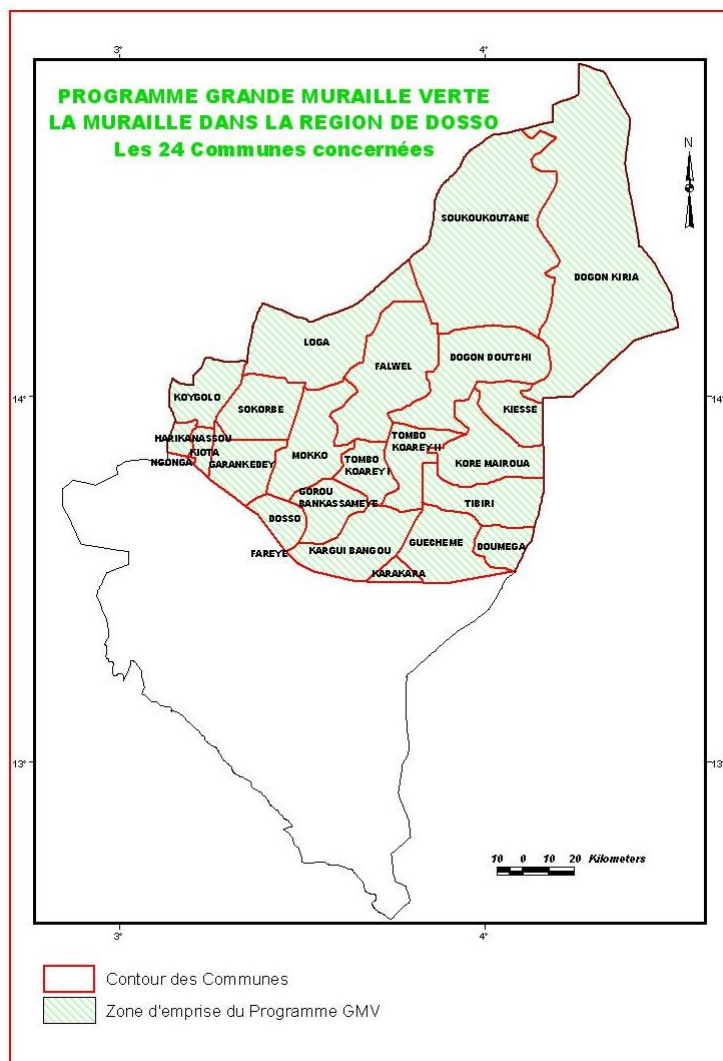 3°
4°
PROGRAMME GRANDE MURAILLE VERTE
LA MURAILLE DANS LA REGION DE DOSSO
Les 24 Communes concernées
N
SOUKOUKOUTANE
DOGON KIRIA
LOGA
FALWEL
DOGON DOUTCHI
14°
14°
KOYGOLO
SOKORBE
KIESSE
HARIKANASSOU
KIOTA
NGONGA
GARANKEDEY
MOKKO
TOMBO
KOAREY I
TOMBO
KOAREY II
KORE MAIROUA
GOROU
BANKASSAMEYE
TIBIRI
DOSSO
FAREYE
KARGUI BANGOU
GUECHEME
DOUMEGA
KARAKARA
13°
13°
10 0 10 20 Kilometers
3°
4°
Contour des Communes
Zone d'emprise du Programme GMV